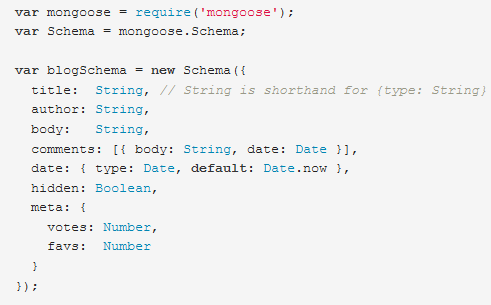 var mongoose = require('mongoose');
var Schema = mongoose.Schema;

var blogSchema = new Schema({
  title:  String, // String is shorthand for {type: String}
  author: String,
  body:   String,
  comments: [{ body: String, date: Date }],
  date: { type: Date, default: Date.now },
  hidden: Boolean,
  meta: {
    votes: Number,
    favs:  Number
  }
});